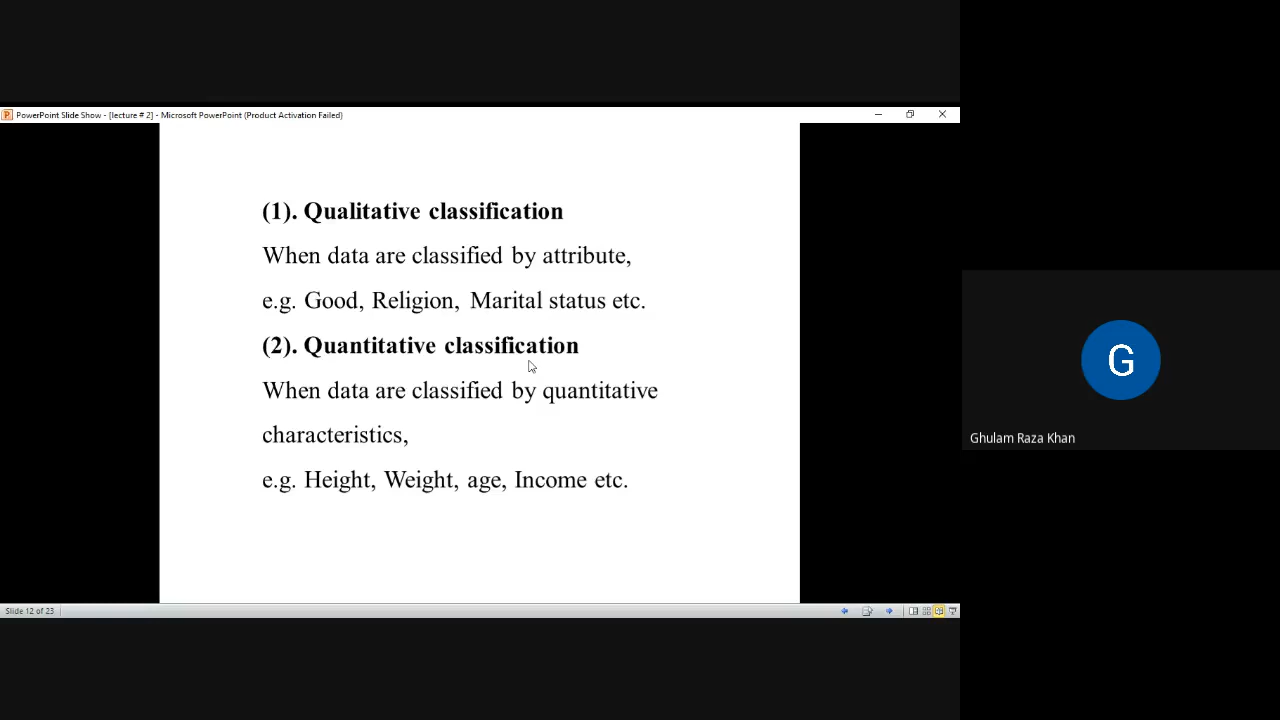 PowerPoint Slide Show - [lecture # 2] - Microsoft PowerPoint (Product Activation Failed)
(1). Qualitative classification
When data are classified by attribute,
e.g. Good, Religion, Marital status etc.
(2). Quantitative classification
When data are classified by quantitative
characteristics,
e.g. Height, Weight, age, Income etc.
Slide 12 of 23
G
Ghulam Raza Khan